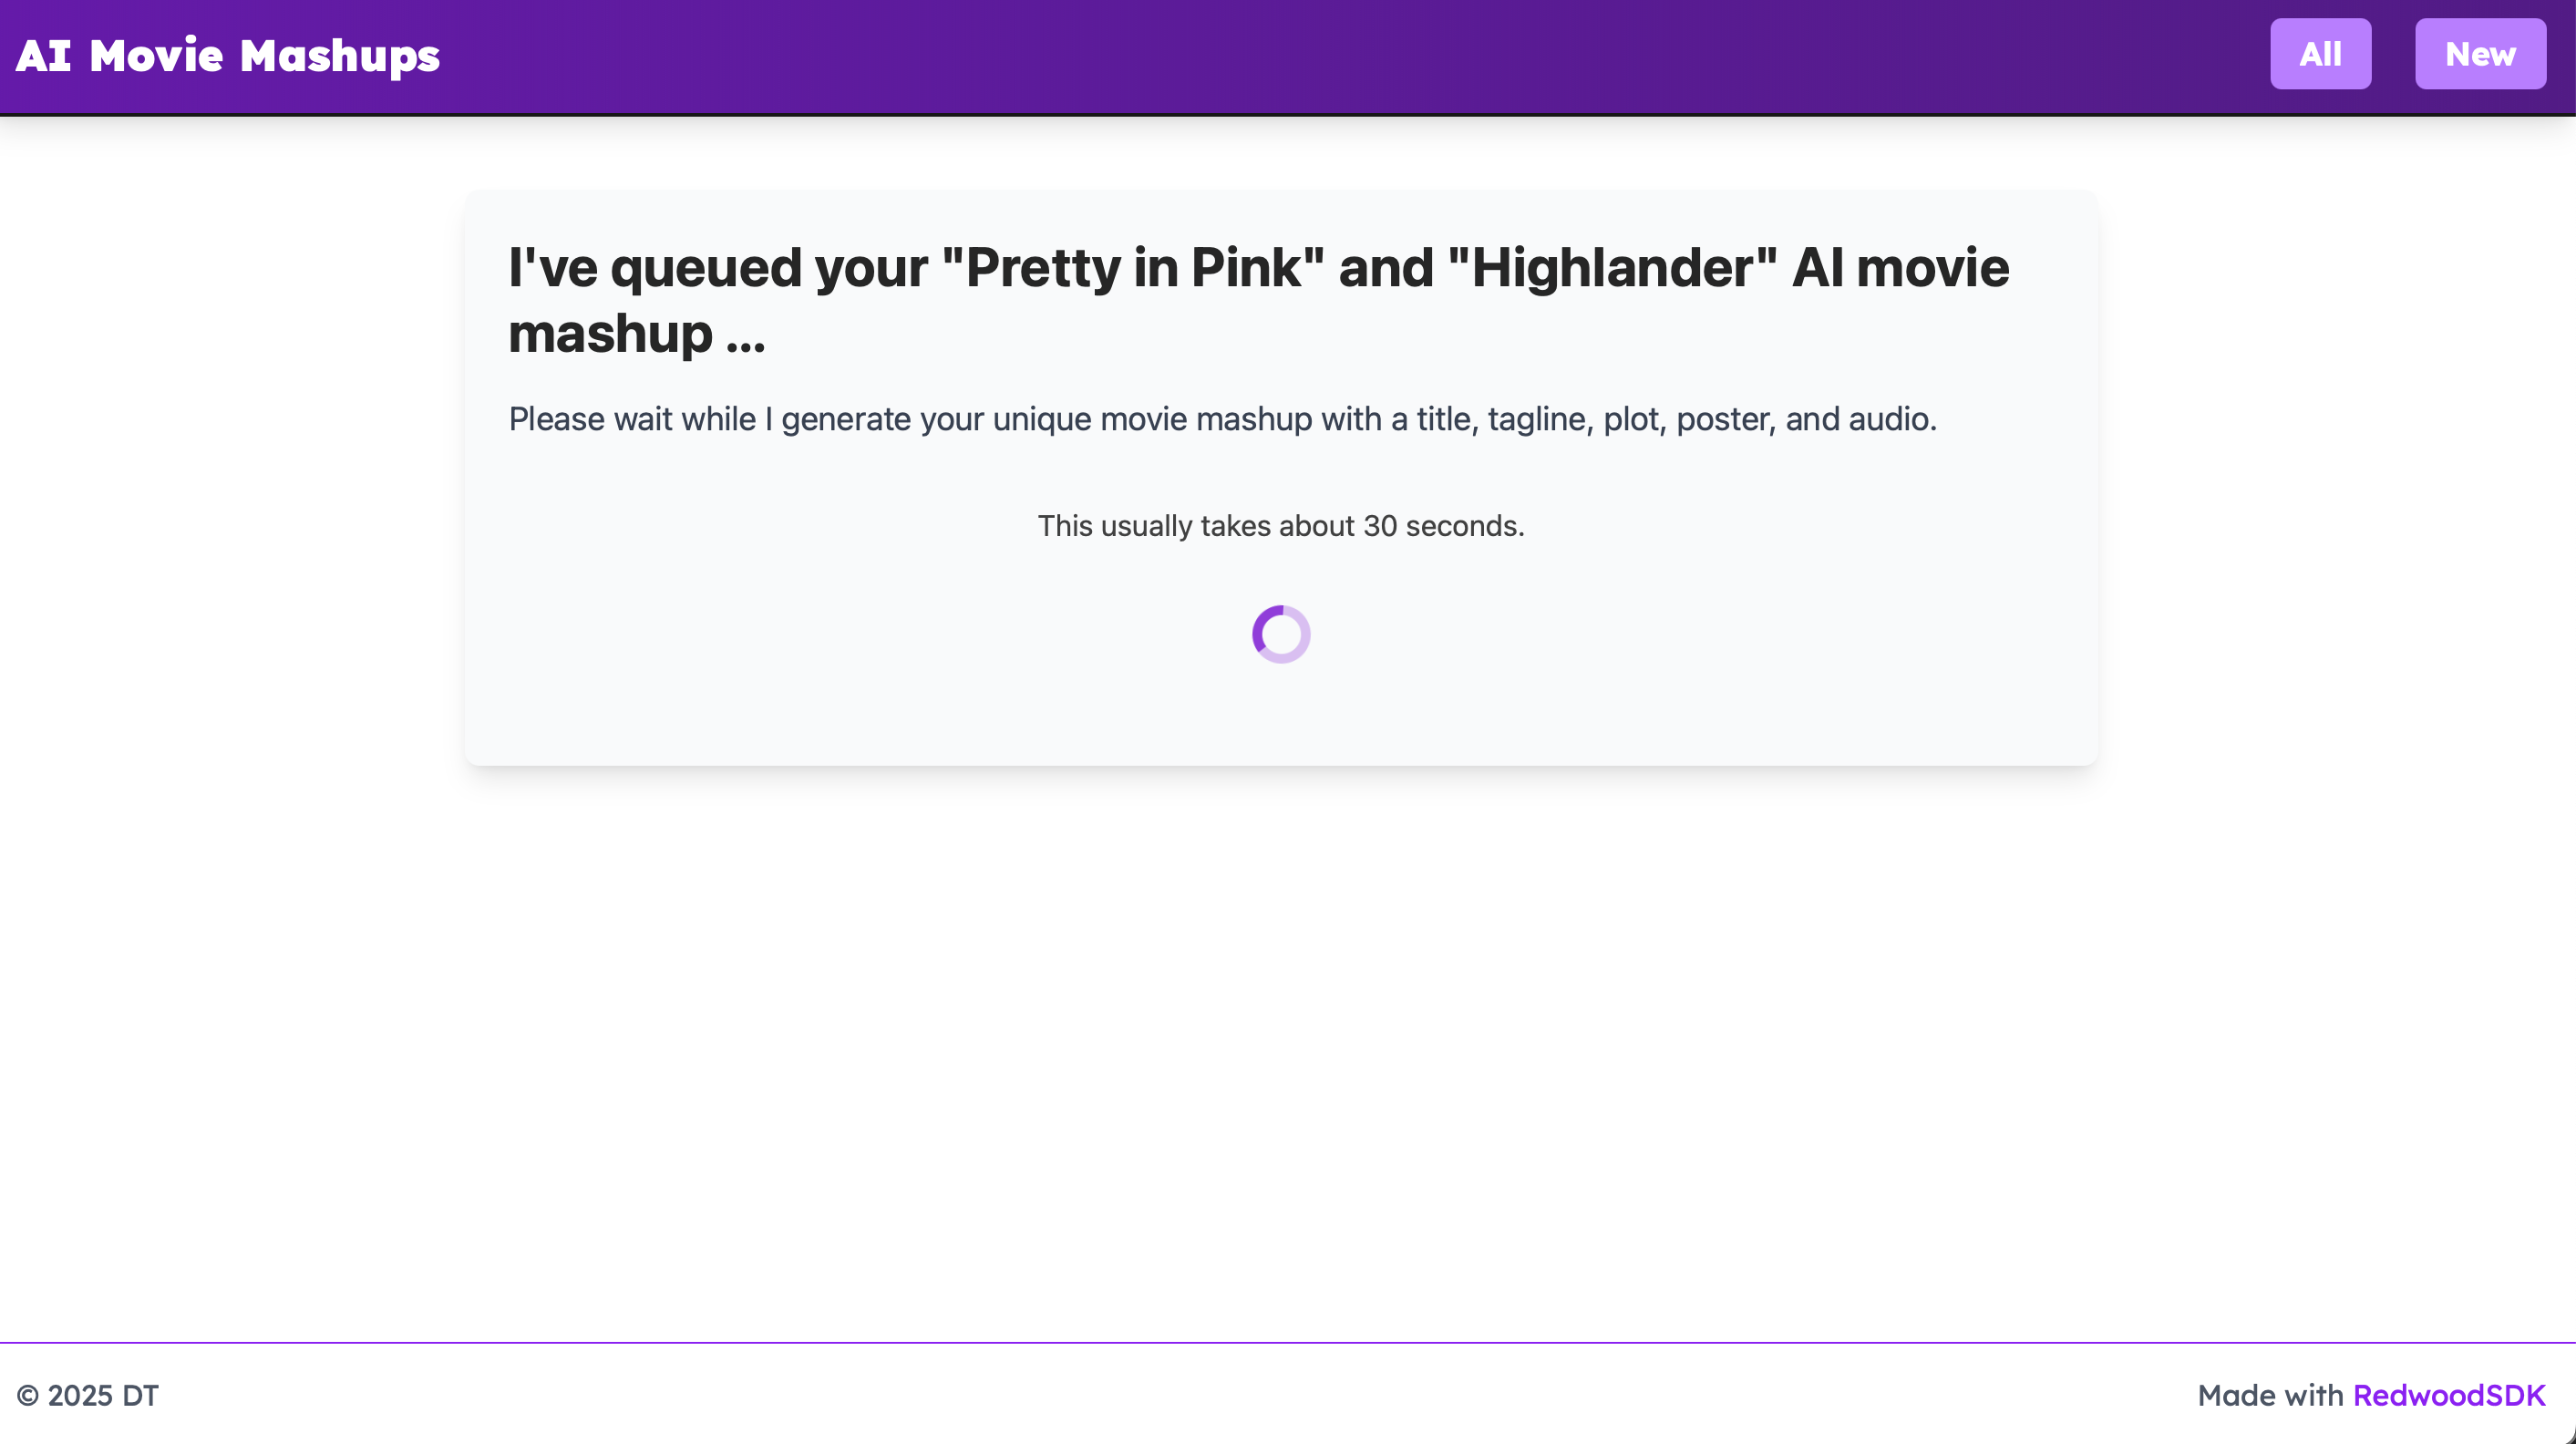 AI Movie Mashups
All
New
I've queued your "Pretty in Pink" and "Highlander" AI movie
mashup ...
Please wait while I generate your unique movie mashup with a title, tagline, plot, poster, and audio.
This usually takes about 30 seconds.
© 2025 DT
Made with RedwoodSDK